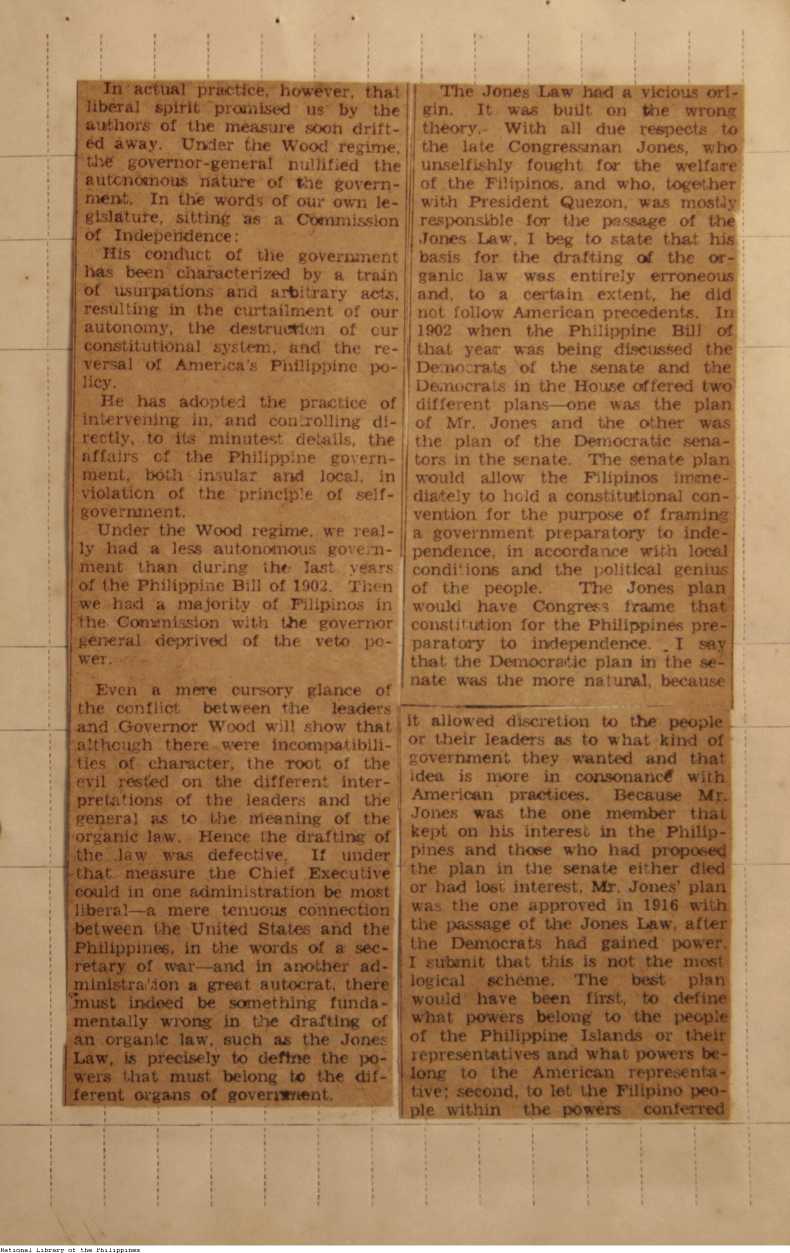 In actual practice, however, that
liberal spirit promised us by the
authors of the measure soon drift-
ed away. Under the Wood regime,
the governor-general nullified the
autonomous nature of the govern-
ment. In the words of our own le-
gislature, sitting as a Commission
of Independence:
His conduct of the government
has been characterized by a train
of usurpations and arbitrary acts,
resulting in the curtailment of our
autonomy, the destruction of our
constitutional system, and the re-
versal of America's Philippine po-
licy.
He has adopted the practice of
intervening in, and controlling di-
rectly, to its minutest details, the
affairs of the Philippine govern-
ment, both insular and local, in
violation of the principle of self-
government.
Under the Wood regime, we real-
ly had a less autonomous govern-
ment than during the last years
of the Philippine Bill of 1902. Then
we had a majority of Filipinos in
the Commission with the governor
general deprived of the veto po-
wer.
Even a mere cursory glance of
the conflict between the leaders
and Governor Wood will show that
although there were incompatibili-
ties of character, the root of the
evil rested on the different inter-
pretations of the leaders and the
general as to the meaning of the
organic law. Hence the drafting of
the law was defective. If under
that measure the Chief Executive
could in one administration be most
liberal—a mere tenuous connection
between the United States and the
Philippines, in the words of a sec-
retary of war—and in another ad-
ministration a great autocrat, there
must indeed be something funda-
mentally wrong in the drafting of
an organic law, such as the Jones
Law, is precisely to define the po-
wers that must belong to the dif-
ferent organs of government.
The Jones Law had a vicious ori-
gin. It was built on the wrong
theory. With all due respects to
the late Congressman Jones, who
unselfishly fought for the welfare
of the Filipinos, and who, together
with President Quezon, was mostly
responsible for the passage of the
Jones Law, I beg to state that his
basis for the drafting of the or-
ganic law was entirely erroneous
and, to a certain extent, he did
not follow American precedents. In
1902 when the Philippine Bill of
that year was being discussed the
Democrats of the senate and the
Democrats in the House offered two
different plans—one was the plan
of Mr. Jones and the other was
the plan of the Democratic sena-
tors in the senate. The senate plan
would allow the Filipinos imme-
diately to hold a constitutional con-
vention for the purpose of framing
a government preparatory to inde-
pendence, in accordance with local
conditions and the political genius
of the people. The Jones plan
would have Congress frame that
constitution for the Philippines pre-
paratory to independence. I say
that the Democratic plan in the se-
nate was the more natural, because
it allowed discretion to the people
or their leaders as to what kind of
government they wanted and that
idea is more in consonance with
American practices. Because Mr.
Jones was the one member that
kept on his interest in the Philip-
pines and those who had proposed
the plan in the senate either died
or had lost interest, Mr. Jones' plan
was the one approved in 1916 with
the passage of the Jones Law, after
the Democrats had gained power.
I submit that this is not the most
logical scheme. The best plan
would have been first, to define
what powers belong to the people
of the Philippine Islands or their
representatives and what powers be-
long to the American representa-
tive; second, to let the Filipino peo-
ple within the powers conferred
National Library of the Philippines